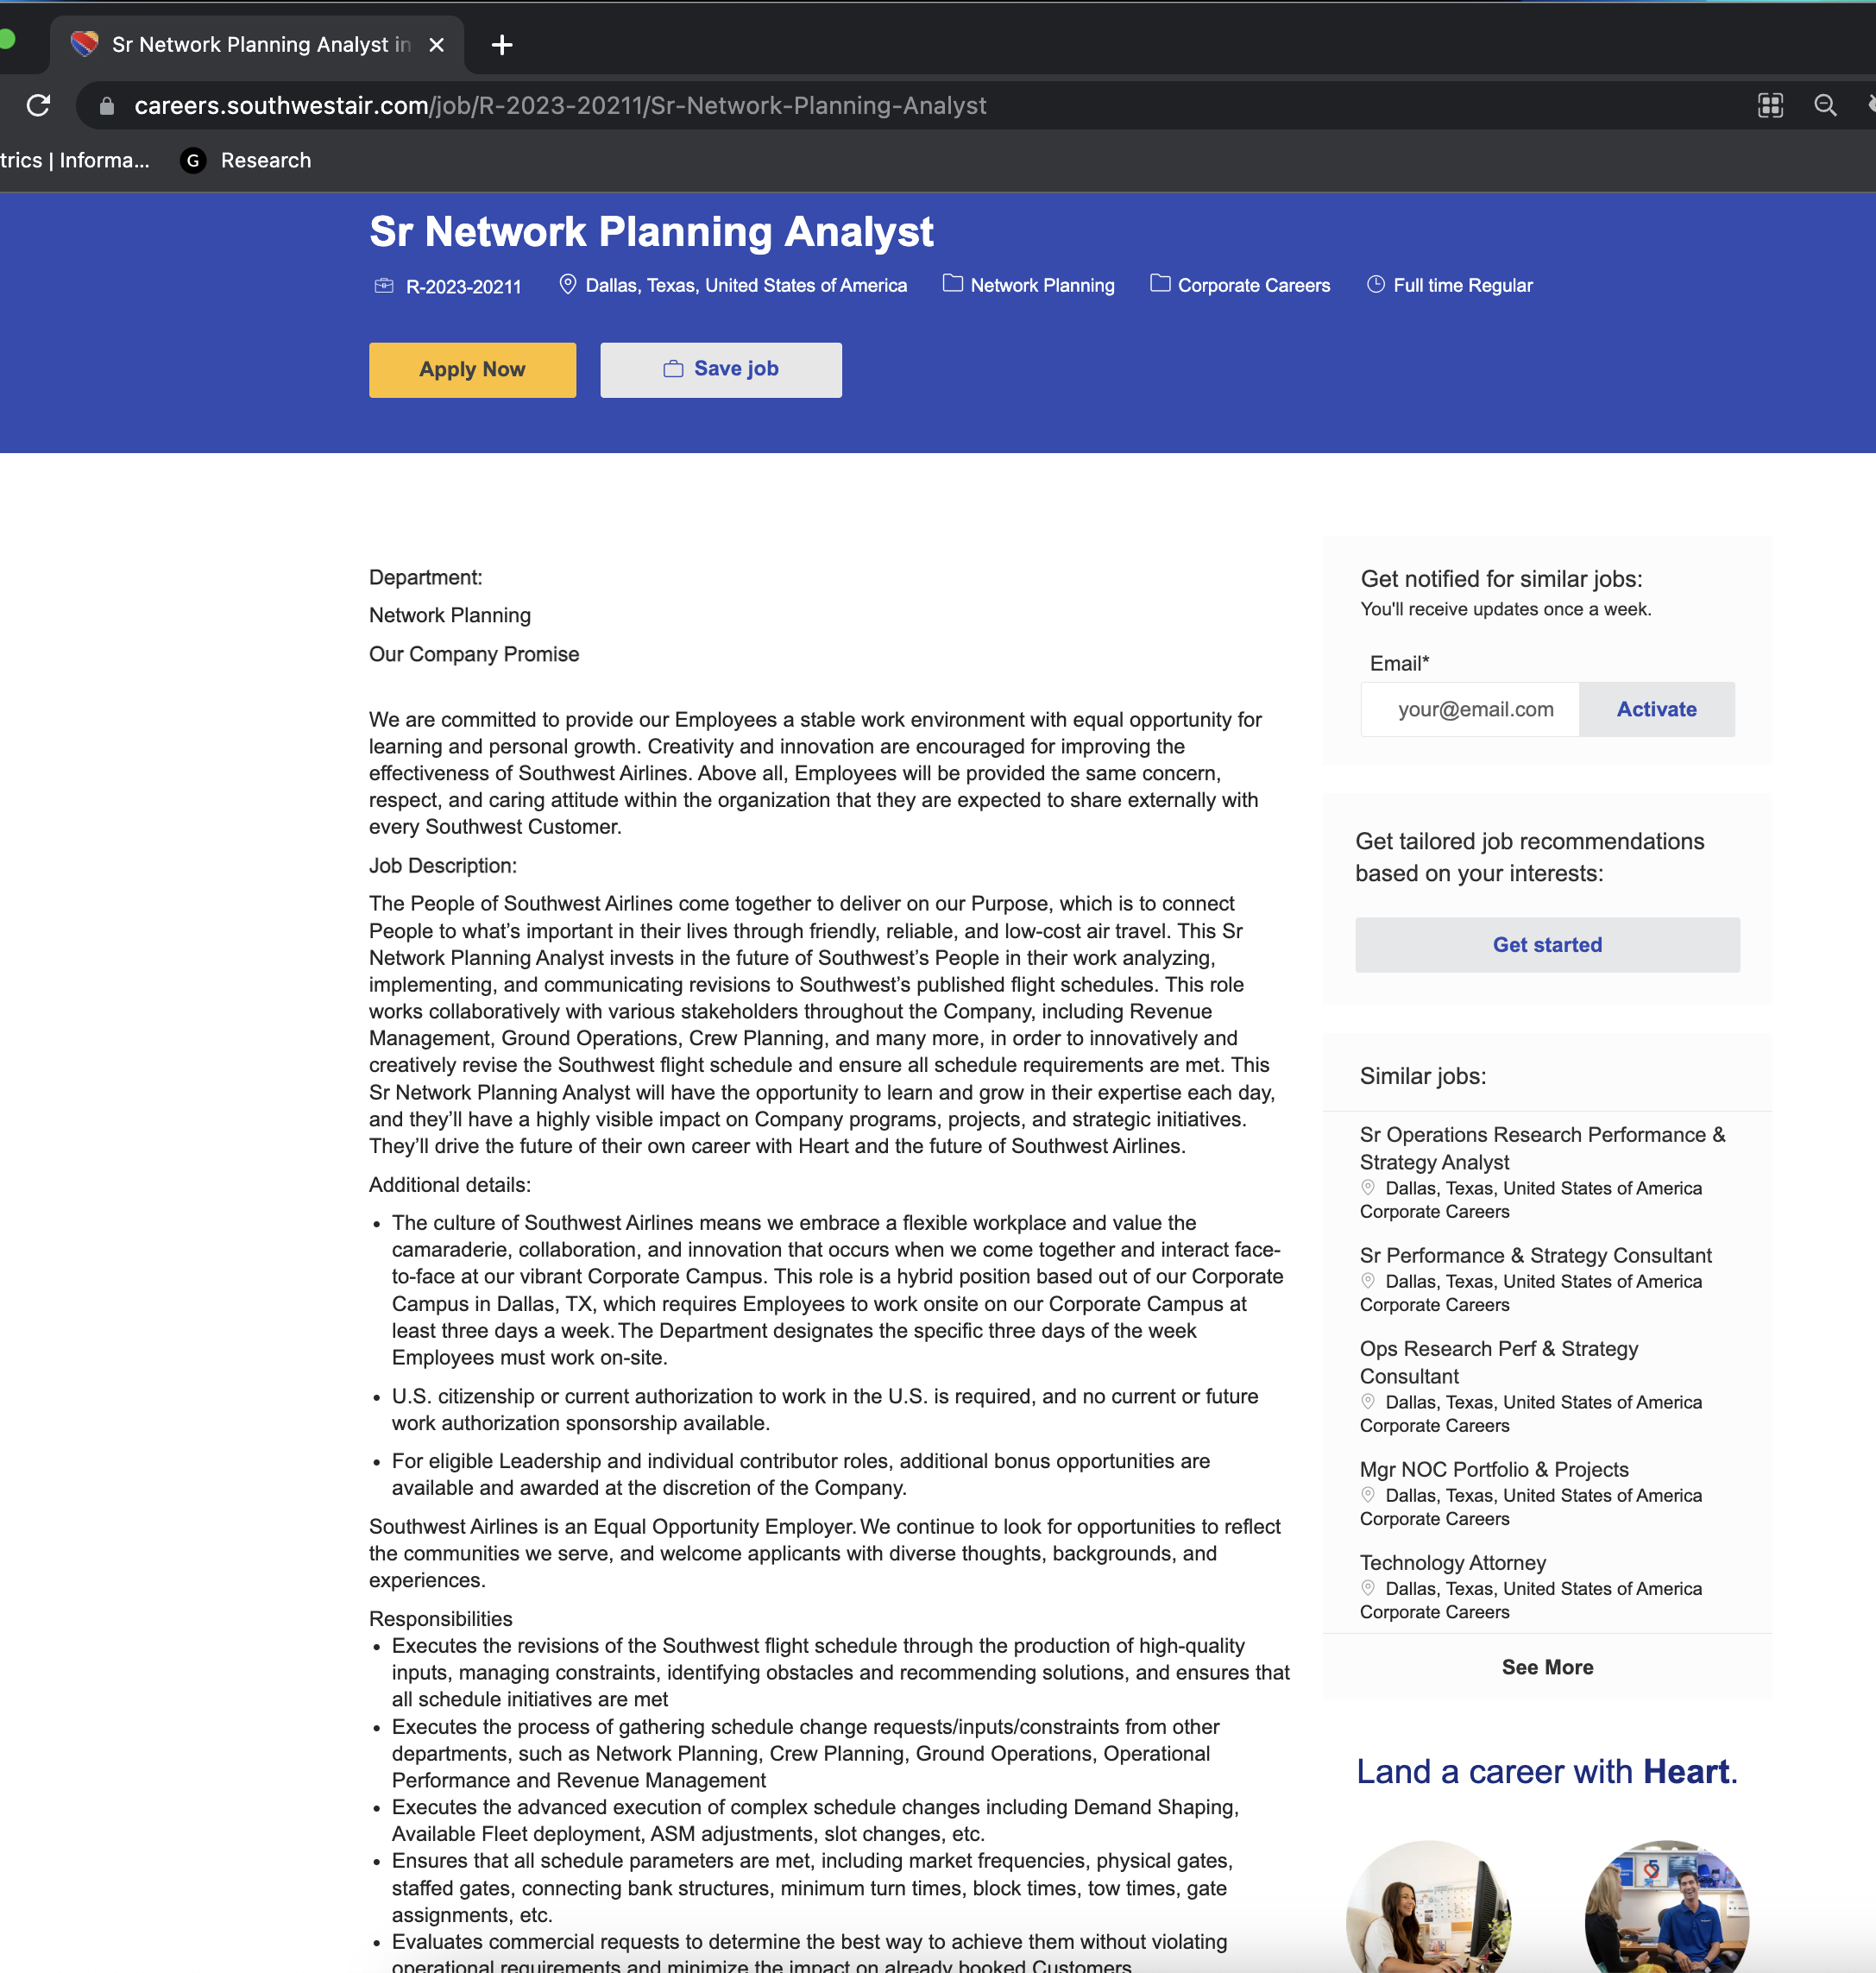 Sr Network Planning Analyst in
careers.southwestair.com/job/R-2023-20211/Sr-Network-Planning-Analyst
trics | Informa...
G Research
Sr Network Planning Analyst
R-2023-20211 Dallas, Texas, United States of America Network Planning Corporate Careers Full time Regular
Apply Now Save job
Department:
Network Planning
Our Company Promise
We are committed to provide our Employees a stable work environment with equal opportunity for
learning and personal growth. Creativity and innovation are encouraged for improving the
effectiveness of Southwest Airlines. Above all, Employees will be provided the same concern,
respect, and caring attitude within the organization that they are expected to share externally with
every Southwest Customer.
Job Description:
The People of Southwest Airlines come together to deliver on our Purpose, which is to connect
People to what’s important in their lives through friendly, reliable, and low-cost air travel. This Sr
Network Planning Analyst invests in the future of Southwest’s People in their work analyzing,
implementing, and communicating revisions to Southwest’s published flight schedules. This role
works collaboratively with various stakeholders throughout the Company, including Revenue
Management, Ground Operations, Crew Planning, and many more, in order to innovatively and
creatively revise the Southwest flight schedule and ensure all schedule requirements are met. This
Sr Network Planning Analyst will have the opportunity to learn and grow in their expertise each day,
and they’ll have a highly visible impact on Company programs, projects, and strategic initiatives.
They’ll drive the future of their own career with Heart and the future of Southwest Airlines.
Additional details:
• The culture of Southwest Airlines means we embrace a flexible workplace and value the
camaraderie, collaboration, and innovation that occurs when we come together and interact face-
to-face at our vibrant Corporate Campus. This role is a hybrid position based out of our Corporate
Campus in Dallas, TX, which requires Employees to work onsite on our Corporate Campus at
least three days a week. The Department designates the specific three days of the week
Employees must work on-site.
• U.S. citizenship or current authorization to work in the U.S. is required, and no current or future
work authorization sponsorship available.
• For eligible Leadership and individual contributor roles, additional bonus opportunities are
available and awarded at the discretion of the Company.
Southwest Airlines is an Equal Opportunity Employer. We continue to look for opportunities to reflect
the communities we serve, and welcome applicants with diverse thoughts, backgrounds, and
experiences.
Responsibilities
• Executes the revisions of the Southwest flight schedule through the production of high-quality
inputs, managing constraints, identifying obstacles and recommending solutions, and ensures that
all schedule initiatives are met
• Executes the process of gathering schedule change requests/inputs/constraints from other
departments, such as Network Planning, Crew Planning, Ground Operations, Operational
Performance and Revenue Management
• Executes the advanced execution of complex schedule changes including Demand Shaping,
Available Fleet deployment, ASM adjustments, slot changes, etc.
• Ensures that all schedule parameters are met, including market frequencies, physical gates,
staffed gates, connecting bank structures, minimum turn times, block times, tow times, gate
assignments, etc.
• Evaluates commercial requests to determine the best way to achieve them without violating
operational requirements and minimize the impact on already booked Customers
Get notified for similar jobs:
You'll receive updates once a week.
Email*
your@email.com Activate
Get tailored job recommendations
based on your interests:
Get started
Similar jobs:
Sr Operations Research Performance &
Strategy Analyst
Dallas, Texas, United States of America
Corporate Careers
Sr Performance & Strategy Consultant
Dallas, Texas, United States of America
Corporate Careers
Ops Research Perf & Strategy
Consultant
Dallas, Texas, United States of America
Corporate Careers
Mgr NOC Portfolio & Projects
Dallas, Texas, United States of America
Corporate Careers
Technology Attorney
Dallas, Texas, United States of America
Corporate Careers
See More
Land a career with Heart.